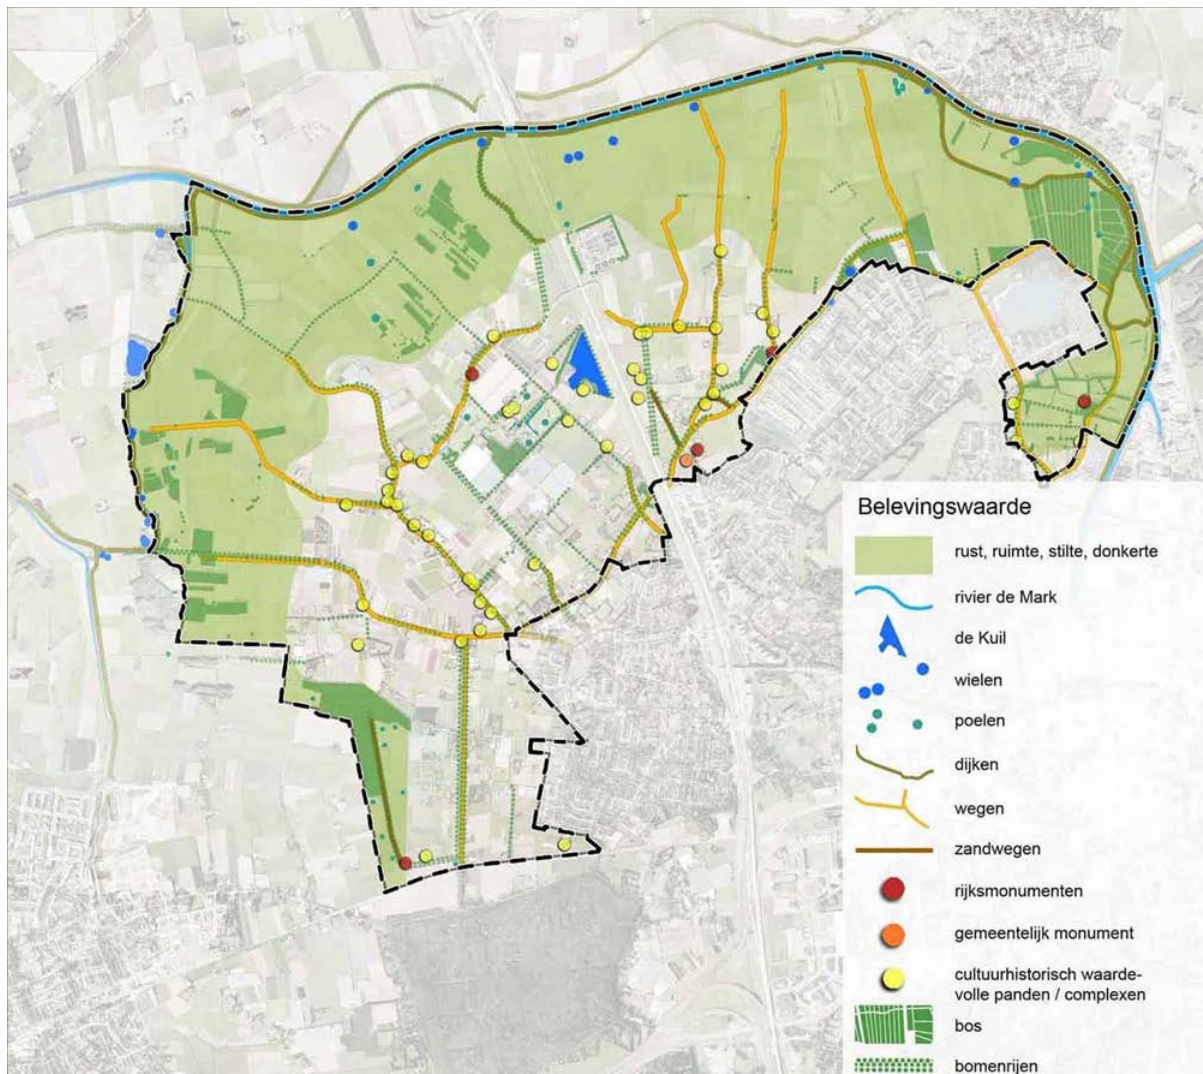 Belevingswaarde
rust, ruimte, stilte, donkerte
rivier de Mark
de Kuil
wielen
poelen
dijken
wegen
zandwegen
rijksmonumenten
gemeentelijk monument
cultuurhistorisch waarde-
volle panden / complexen
bos
bomenrijen